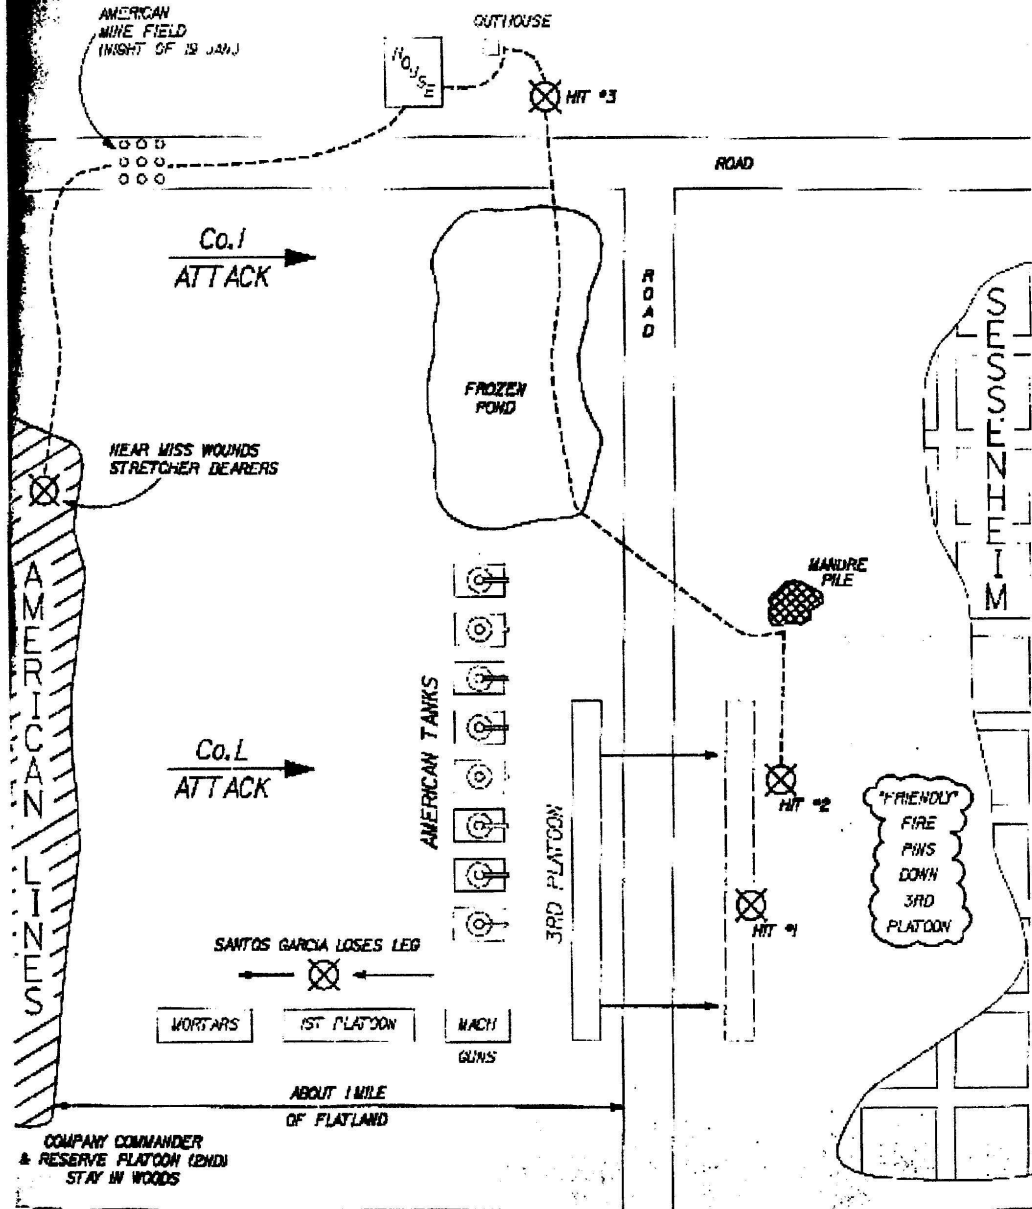 AMERICAN
MINE FIELD
(NIGHT OF 19 JAN.)
OUTHOUSE
HOUSE
HIT #3
ROAD
Co. I
ATTACK
ROAD
SESSENHEIM
FROZEN
POND
NEAR MISS WOUNDS
STRETCHER BEARERS
MANURE
PILE
AMERICAN LINES
AMERICAN TANKS
Co. L
ATTACK
3RD PLATOON
HIT #2
"FRIENDLY"
FIRE
PINS
DOWN
3RD
PLATOON
HIT #1
SANTOS GARCIA LOSES LEG
MORTARS
1ST PLATOON
MACH
GUNS
ABOUT 1 MILE
OF FLATLAND
COMPANY COMMANDER
& RESERVE PLATOON (2ND)
STAY IN WOODS